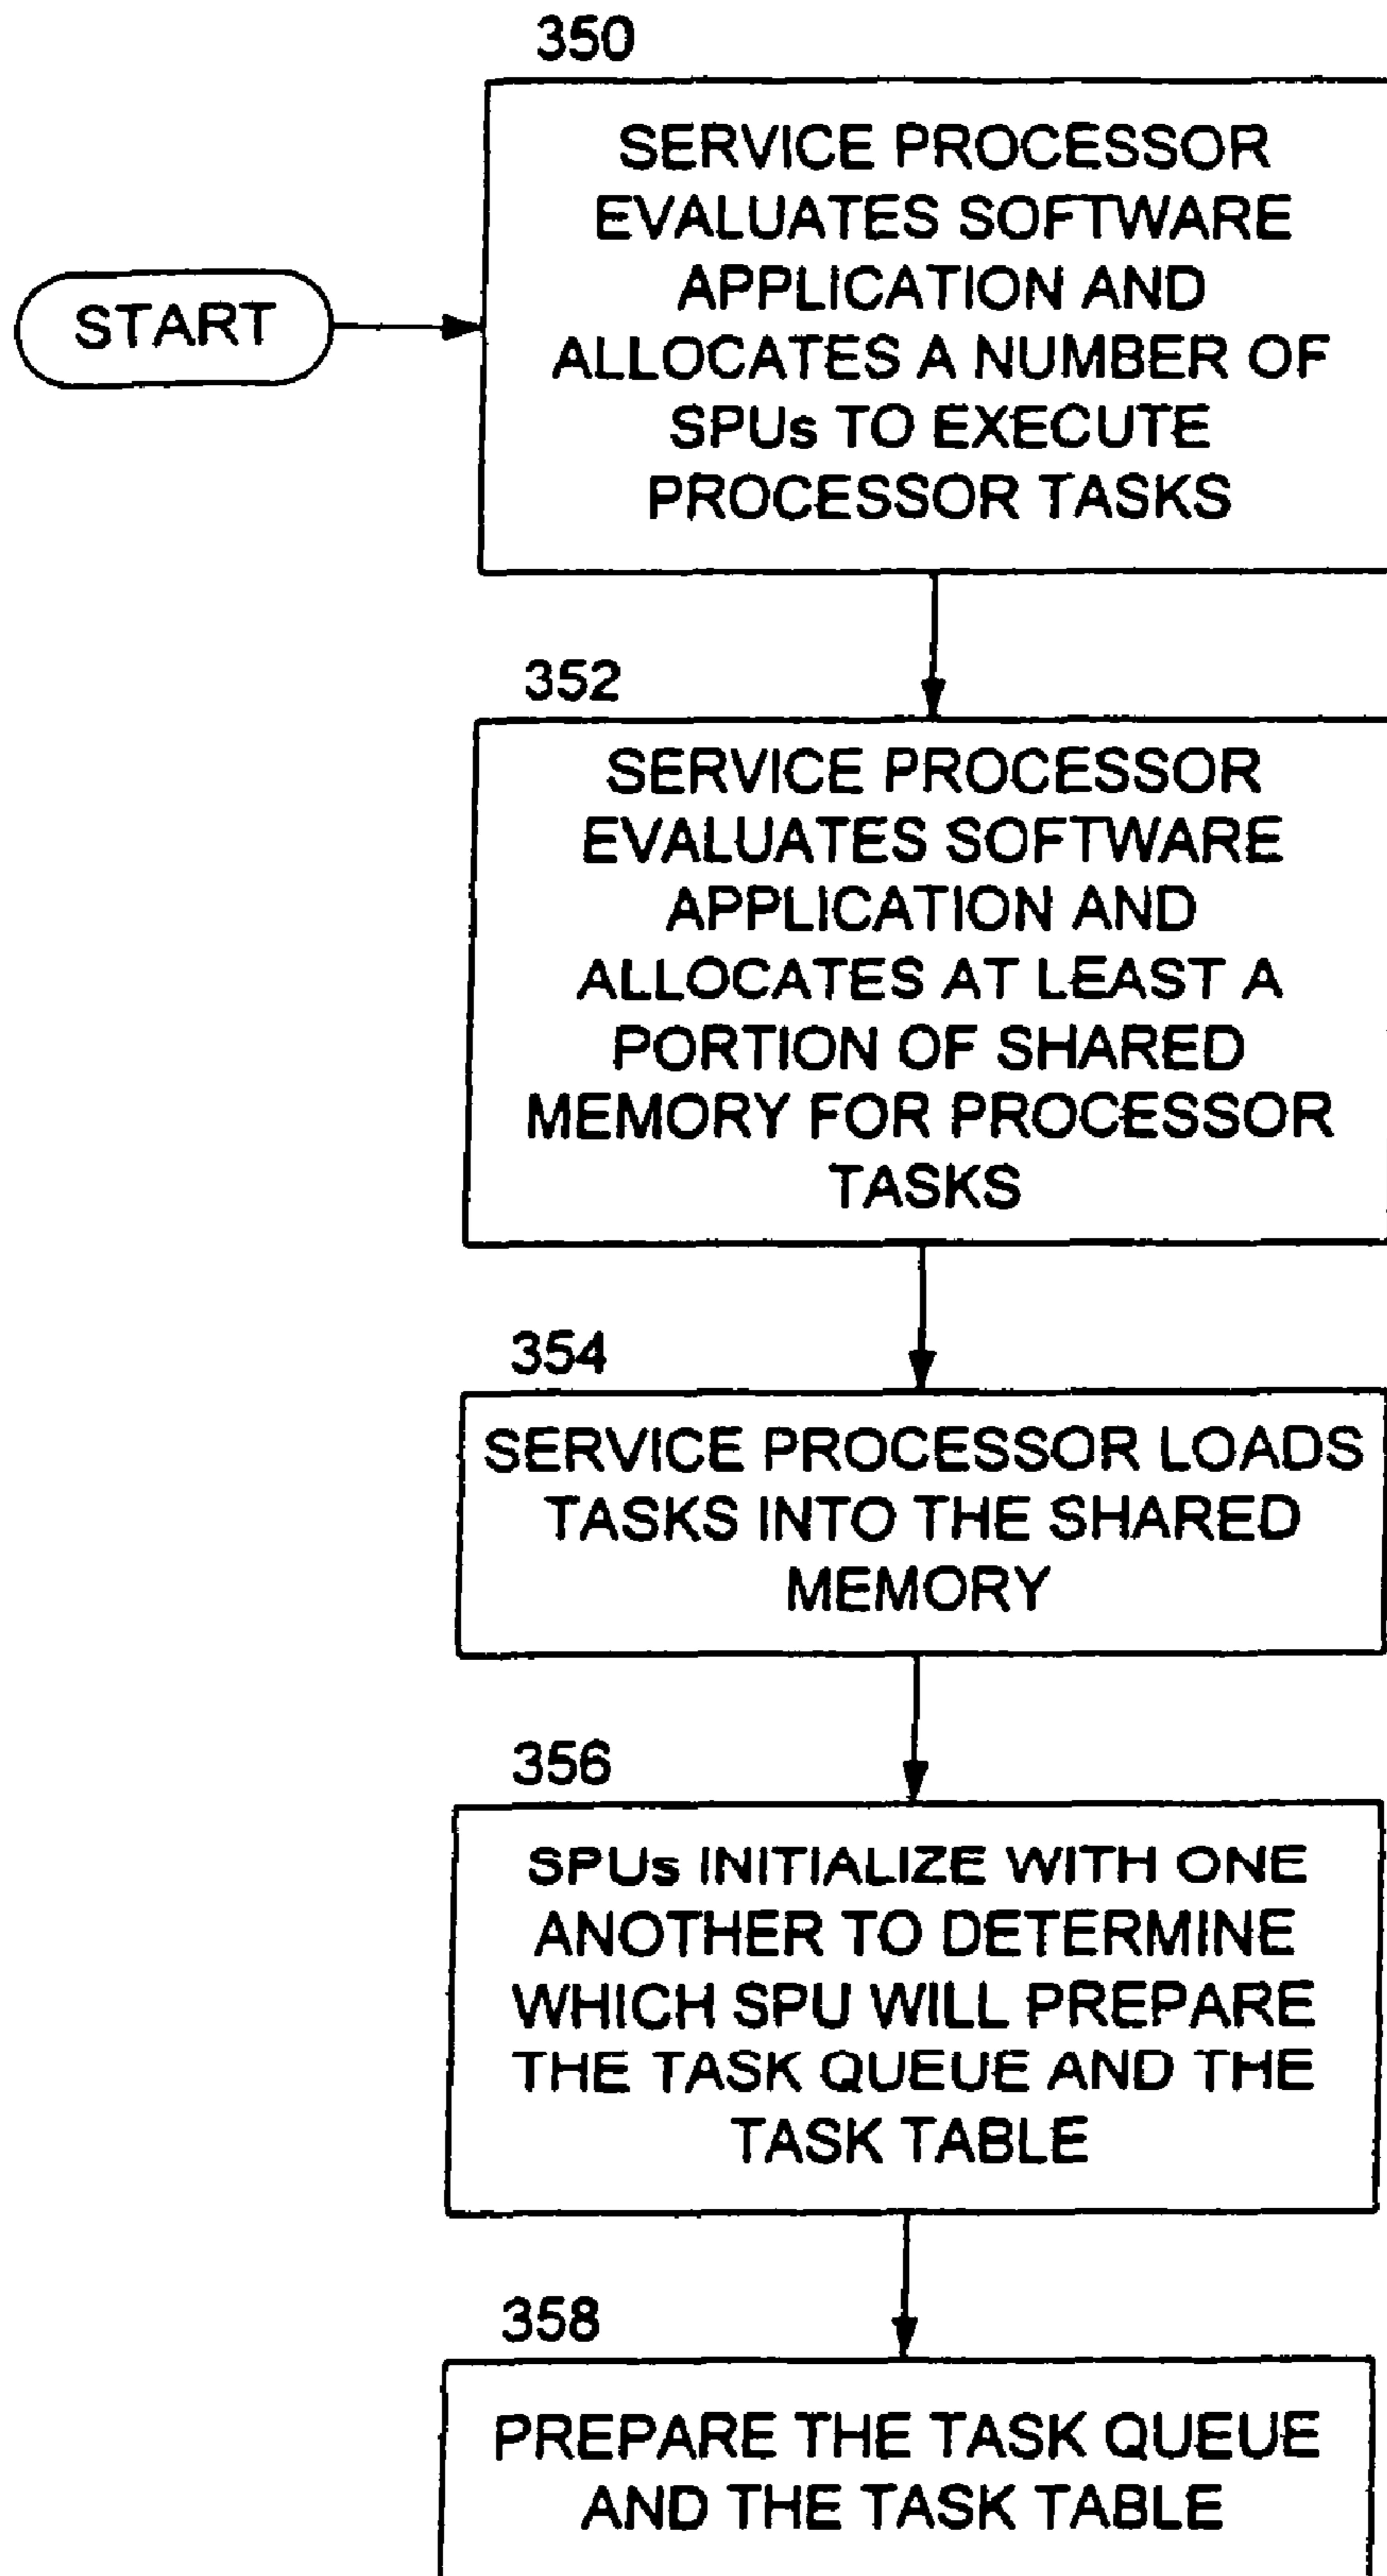 350
SERVICE PROCESSOR
EVALUATES SOFTWARE
APPLICATION AND
ALLOCATES A NUMBER OF
SPUs TO EXECUTE
PROCESSOR TASKS
START
352
SERVICE PROCESSOR
EVALUATES SOFTWARE
APPLICATION AND
ALLOCATES AT LEAST A
PORTION OF SHARED
MEMORY FOR PROCESSOR
TASKS
354
SERVICE PROCESSOR LOADS
TASKS INTO THE SHARED
MEMORY
356
SPUs INITIALIZE WITH ONE
ANOTHER TO DETERMINE
WHICH SPU WILL PREPARE
THE TASK QUEUE AND THE
TASK TABLE
358
PREPARE THE TASK QUEUE
AND THE TASK TABLE